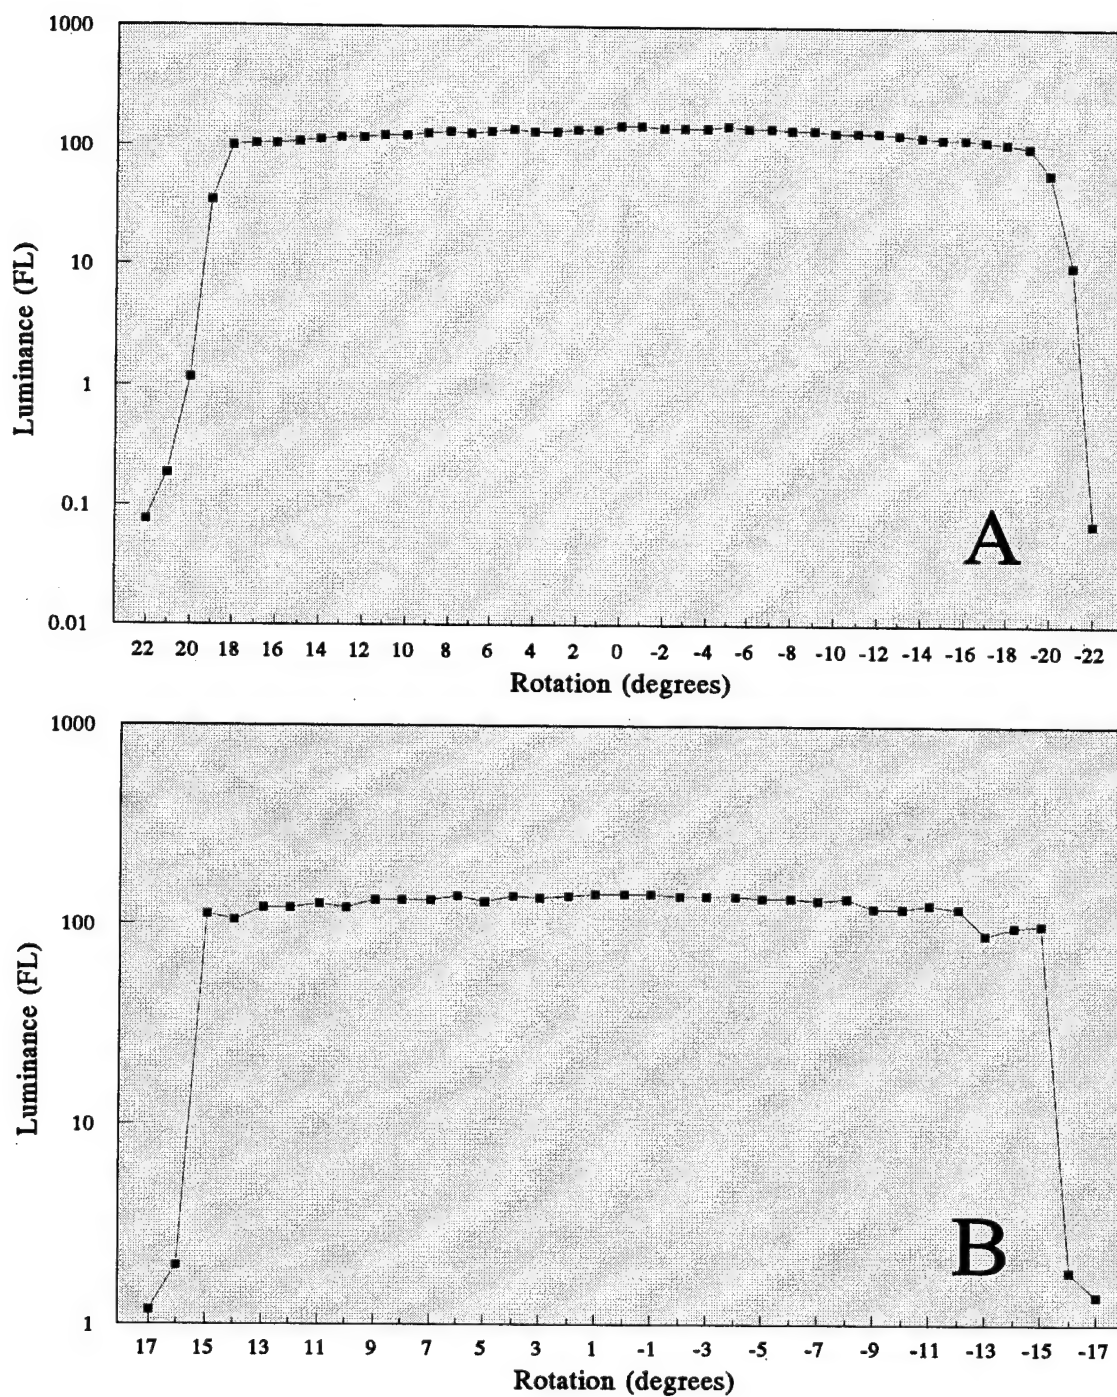 1000
100
10
1
0.1
0.01
Luminance (FL)
A
22 20 18 16 14 12 10 8 6 4 2 0 -2 -4 -6 -8 -10 -12 -14 -16 -18 -20 -22
Rotation (degrees)
1000
100
10
1
Luminance (FL)
B
17 15 13 11 9 7 5 3 1 -1 -3 -5 -7 -9 -11 -13 -15 -17
Rotation (degrees)